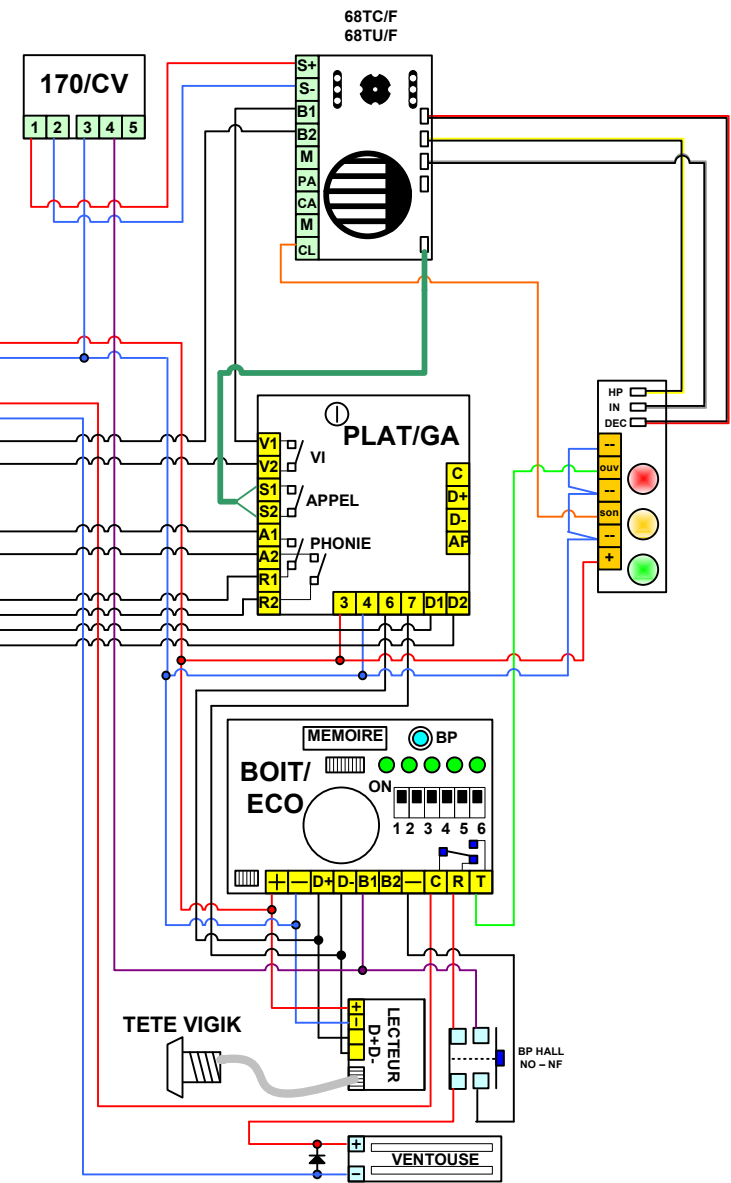 68TC/F
68TU/F
170/CV
1 2 3 4 5
S+
S-
B1
B2
M
PA
CA
M
CL
HP
IN
DEC
--
ouv
--
son
--
+
PLAT/GA
V1
V2
S1
S2
A1
A2
R1
R2
VI
APPEL
PHONIE
C
D+
D-
AP
3 4 6 7 D1 D2
MEMOIRE
BP
BOIT/
ECO
ON
1 2 3 4 5 6
+ — D+ D- B1 B2 — C R T
TETE VIGIK
+
–
LECTEUR
D+D-
BP HALL
NO – NF
+
VENTOUSE
–